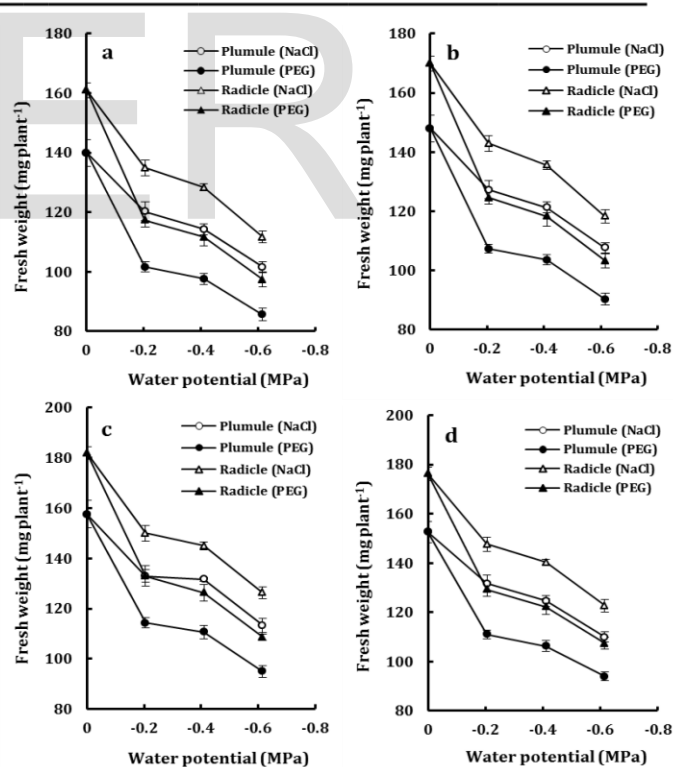 ER
a
Plumule (NaCl)
Plumule (PEG)
Radicle (NaCl)
Radicle (PEG)
Fresh weight (mg plant-1)
180
160
140
120
100
80
0 -0.2 -0.4 -0.6 -0.8
Water potential (MPa)
b
Plumule (NaCl)
Plumule (PEG)
Radicle (NaCl)
Radicle (PEG)
Fresh weight (mg plant-1)
180
160
140
120
100
80
0 -0.2 -0.4 -0.6 -0.8
Water potential (MPa)
c
Plumule (NaCl)
Plumule (PEG)
Radicle (NaCl)
Radicle (PEG)
Fresh weight (mg plant-1)
200
180
160
140
120
100
80
0 -0.2 -0.4 -0.6 -0.8
Water potential (MPa)
d
Plumule (NaCl)
Plumule (PEG)
Radicle (NaCl)
Radicle (PEG)
Fresh weight (mg plant-1)
200
180
160
140
120
100
80
0 -0.2 -0.4 -0.6 -0.8
Water potential (MPa)